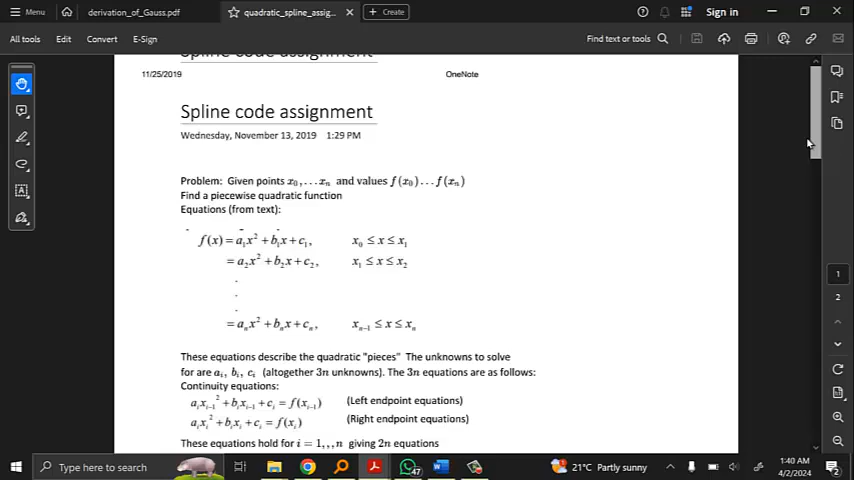 Menu
derivation_of_Gauss.pdf
quadratic_spline_assig...
Create
Sign in
All tools
Edit
Convert
E-Sign
Find text or tools
Spline code assignment
11/25/2019
OneNote
Spline code assignment
Wednesday, November 13, 2019 1:29 PM
Problem: Given points x₀, … xₙ and values f(x₀) … f(xₙ)
Find a piecewise quadratic function
Equations (from text):
f(x) = a₁x² + b₁x + c₁, x₀ ≤ x ≤ x₁
= a₂x² + b₂x + c₂, x₁ ≤ x ≤ x₂
.
.
.
= aₙx² + bₙx + cₙ, xₙ₋₁ ≤ x ≤ xₙ
These equations describe the quadratic "pieces" The unknowns to solve
for are aᵢ, bᵢ, cᵢ (altogether 3n unknowns). The 3n equations are as follows:
Continuity equations:
aᵢxᵢ₋₁² + bᵢxᵢ₋₁ + cᵢ = f(xᵢ₋₁) (Left endpoint equations)
aᵢxᵢ² + bᵢxᵢ + cᵢ = f(xᵢ) (Right endpoint equations)
These equations hold for i = 1,,,n giving 2n equations
1
2
Type here to search
47
21°C Partly sunny
1:40 AM
4/2/2024
2